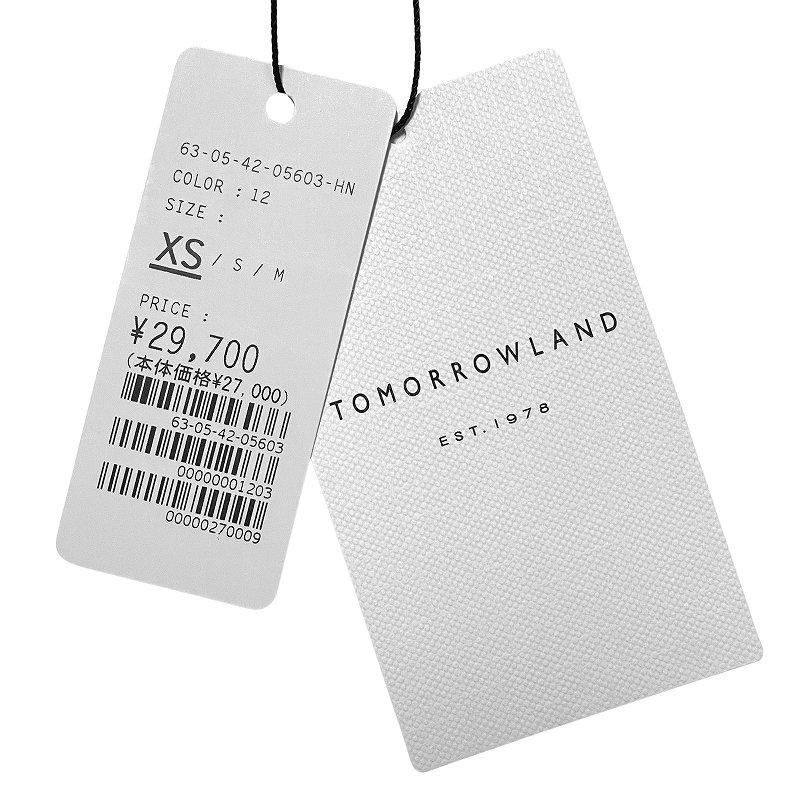 63-05-42-05603-HN
COLOR : 12
SIZE :
XS / S / M
PRICE :
¥29,700
(本体価格¥27,000)
63-05-42-05603
00000001203
00000270009
TOMORROWLAND
EST.1978